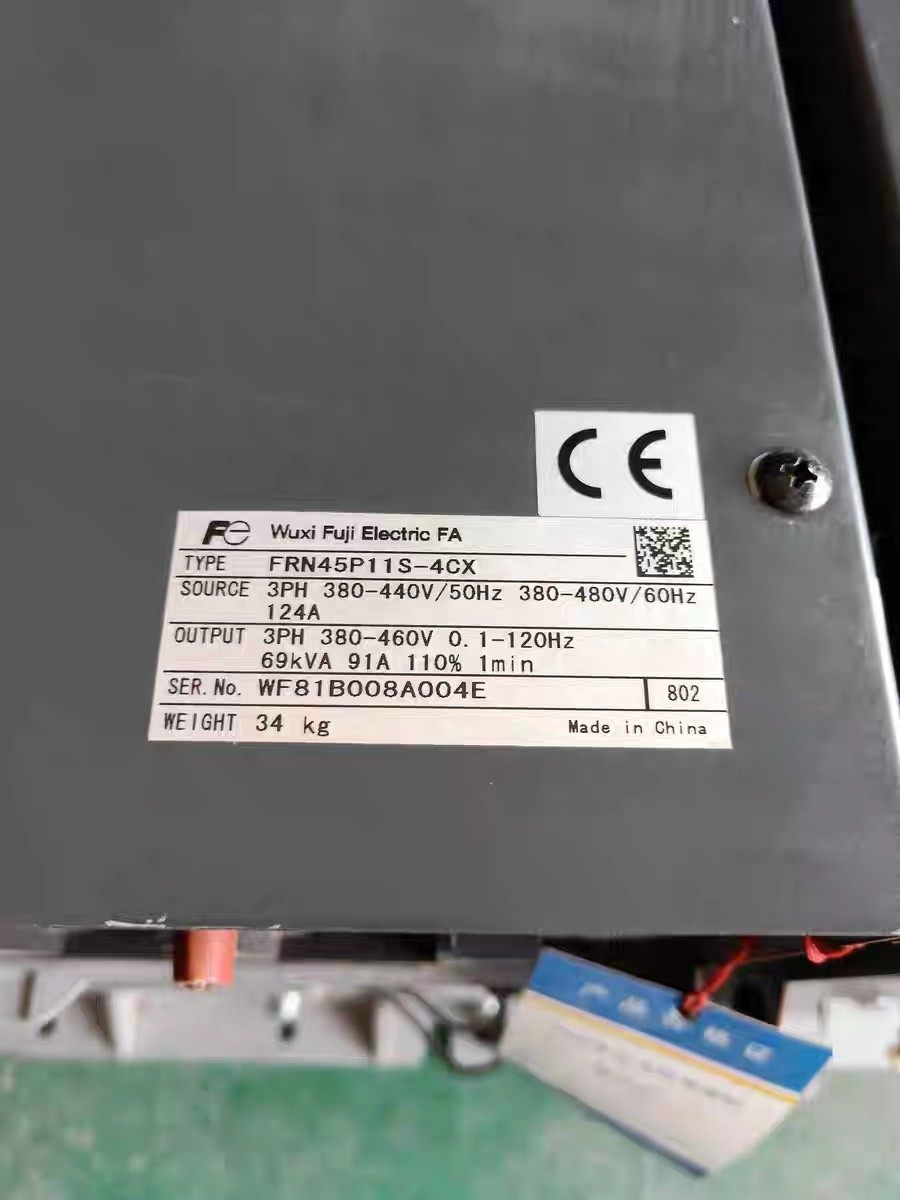 CE
Fe Wuxi Fuji Electric FA
TYPE FRN45P11S-4CX
SOURCE 3PH 380-440V/50Hz 380-480V/60Hz
124A
OUTPUT 3PH 380-460V 0.1-120Hz
69kVA 91A 110% 1min
SER.No. WF81B008A004E 802
WEIGHT 34 kg Made in China